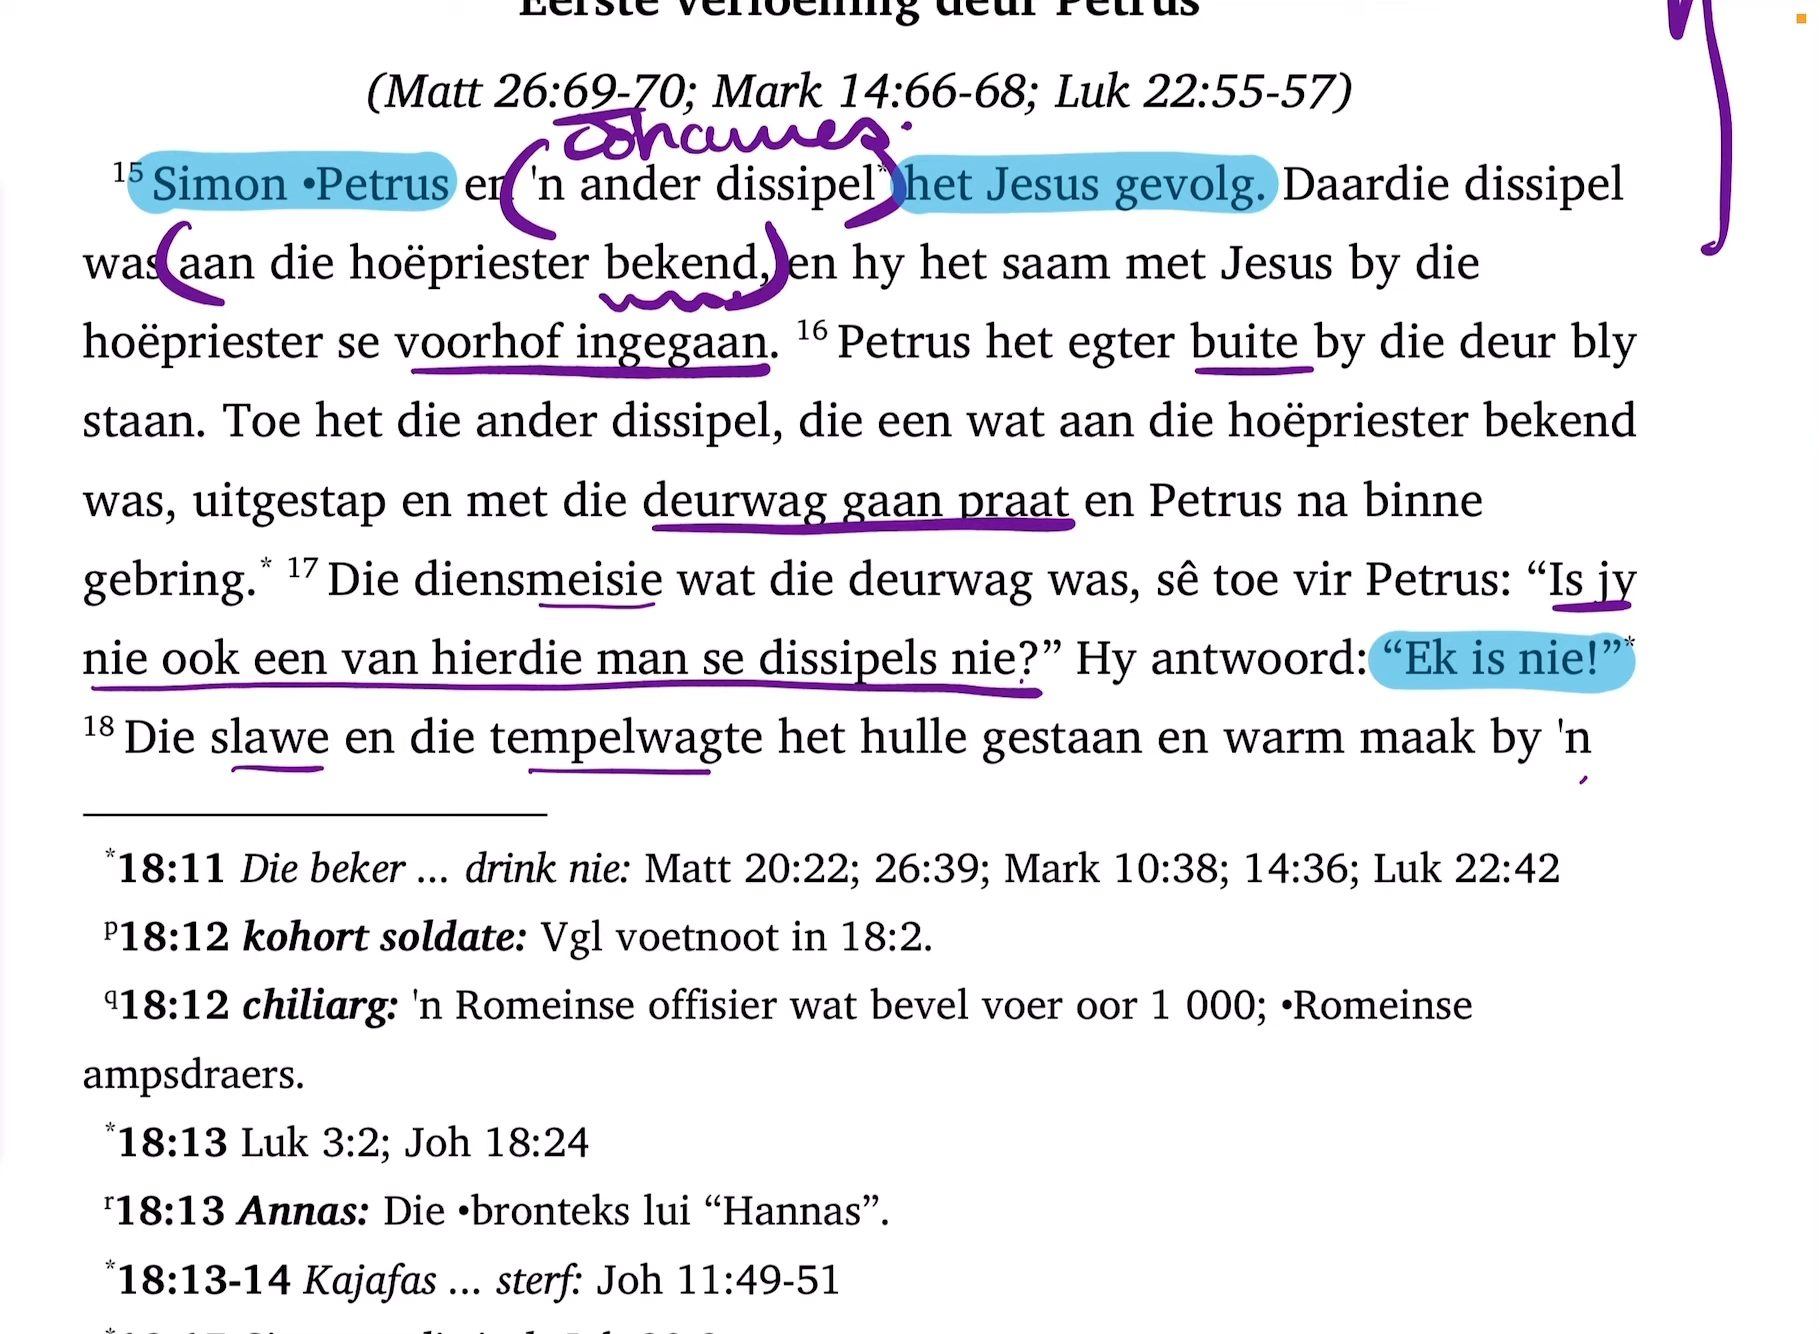 Eerste verloëning deur Petrus
(Matt 26:69-70; Mark 14:66-68; Luk 22:55-57)
Johannes.
15 Simon •Petrus en 'n ander dissipel* het Jesus gevolg. Daardie dissipel
was aan die hoëpriester bekend, en hy het saam met Jesus by die
hoëpriester se voorhof ingegaan. 16 Petrus het egter buite by die deur bly
staan. Toe het die ander dissipel, die een wat aan die hoëpriester bekend
was, uitgestap en met die deurwag gaan praat en Petrus na binne
gebring.* 17 Die diensmeisie wat die deurwag was, sê toe vir Petrus: “Is jy
nie ook een van hierdie man se dissipels nie?” Hy antwoord: “Ek is nie!”*
18 Die slawe en die tempelwagte het hulle gestaan en warm maak by 'n
*18:11 Die beker ... drink nie: Matt 20:22; 26:39; Mark 10:38; 14:36; Luk 22:42
p18:12 kohort soldate: Vgl voetnoot in 18:2.
q18:12 chiliarg: 'n Romeinse offisier wat bevel voer oor 1 000; •Romeinse
ampsdraers.
*18:13 Luk 3:2; Joh 18:24
r18:13 Annas: Die •bronteks lui “Hannas”.
*18:13-14 Kajafas ... sterf: Joh 11:49-51